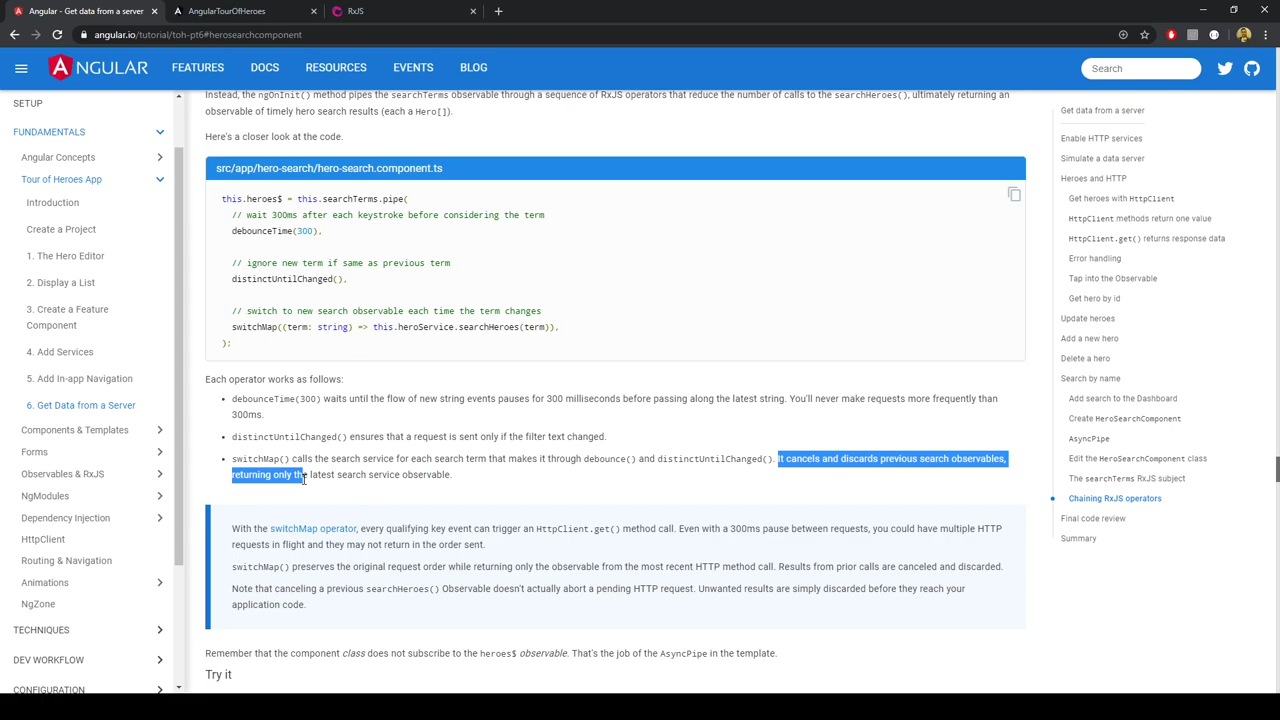 Angular - Get data from a server
AngularTourOfHeroes
RxJS
angular.io/tutorial/toh-pt6#herosearchcomponent
ANGULAR
FEATURES
DOCS
RESOURCES
EVENTS
BLOG
Search
SETUP
FUNDAMENTALS
Angular Concepts
Tour of Heroes App
Introduction
Create a Project
1. The Hero Editor
2. Display a List
3. Create a Feature
Component
4. Add Services
5. Add In-app Navigation
6. Get Data from a Server
Components & Templates
Forms
Observables & RxJS
NgModules
Dependency Injection
HttpClient
Routing & Navigation
Animations
NgZone
TECHNIQUES
DEV WORKFLOW
CONFIGURATION
Instead, the ngOnInit() method pipes the searchTerms observable through a sequence of RxJS operators that reduce the number of calls to the searchHeroes(), ultimately returning an
observable of timely hero search results (each a Hero[]).
Here's a closer look at the code.
src/app/hero-search/hero-search.component.ts
this.heroes$ = this.searchTerms.pipe(
// wait 300ms after each keystroke before considering the term
debounceTime(300),
// ignore new term if same as previous term
distinctUntilChanged(),
// switch to new search observable each time the term changes
switchMap((term: string) => this.heroService.searchHeroes(term)),
);
Each operator works as follows:
• debounceTime(300) waits until the flow of new string events pauses for 300 milliseconds before passing along the latest string. You'll never make requests more frequently than
300ms.
• distinctUntilChanged() ensures that a request is sent only if the filter text changed.
• switchMap() calls the search service for each search term that makes it through debounce() and distinctUntilChanged(). It cancels and discards previous search observables,
returning only the latest search service observable.
With the switchMap operator, every qualifying key event can trigger an HttpClient.get() method call. Even with a 300ms pause between requests, you could have multiple HTTP
requests in flight and they may not return in the order sent.
switchMap() preserves the original request order while returning only the observable from the most recent HTTP method call. Results from prior calls are canceled and discarded.
Note that canceling a previous searchHeroes() Observable doesn't actually abort a pending HTTP request. Unwanted results are simply discarded before they reach your
application code.
Remember that the component class does not subscribe to the heroes$ observable. That's the job of the AsyncPipe in the template.
Try it
Get data from a server
Enable HTTP services
Simulate a data server
Heroes and HTTP
Get heroes with HttpClient
HttpClient methods return one value
HttpClient.get() returns response data
Error handling
Tap into the Observable
Get hero by id
Update heroes
Add a new hero
Delete a hero
Search by name
Add search to the Dashboard
Create HeroSearchComponent
AsyncPipe
Edit the HeroSearchComponent class
The searchTerms RxJS subject
Chaining RxJS operators
Final code review
Summary